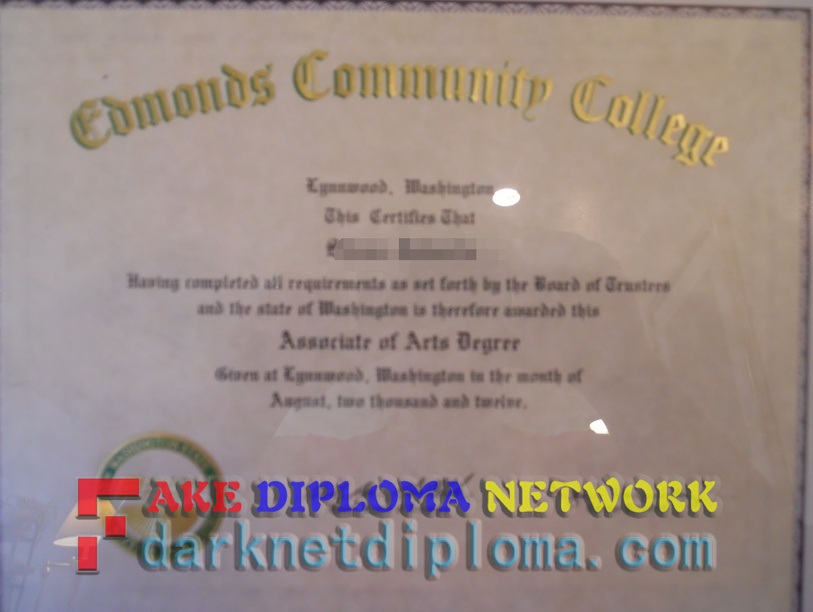 Edmonds Community College
Lynnwood, Washington
This Certifies That
Having completed all requirements as set forth by the Board of Trustees
and the state of Washington is therefore awarded this
Associate of Arts Degree
Given at Lynnwood, Washington in the month of
August, two thousand and twelve.
FAKE DIPLOMA NETWORK
darknetdiploma.com